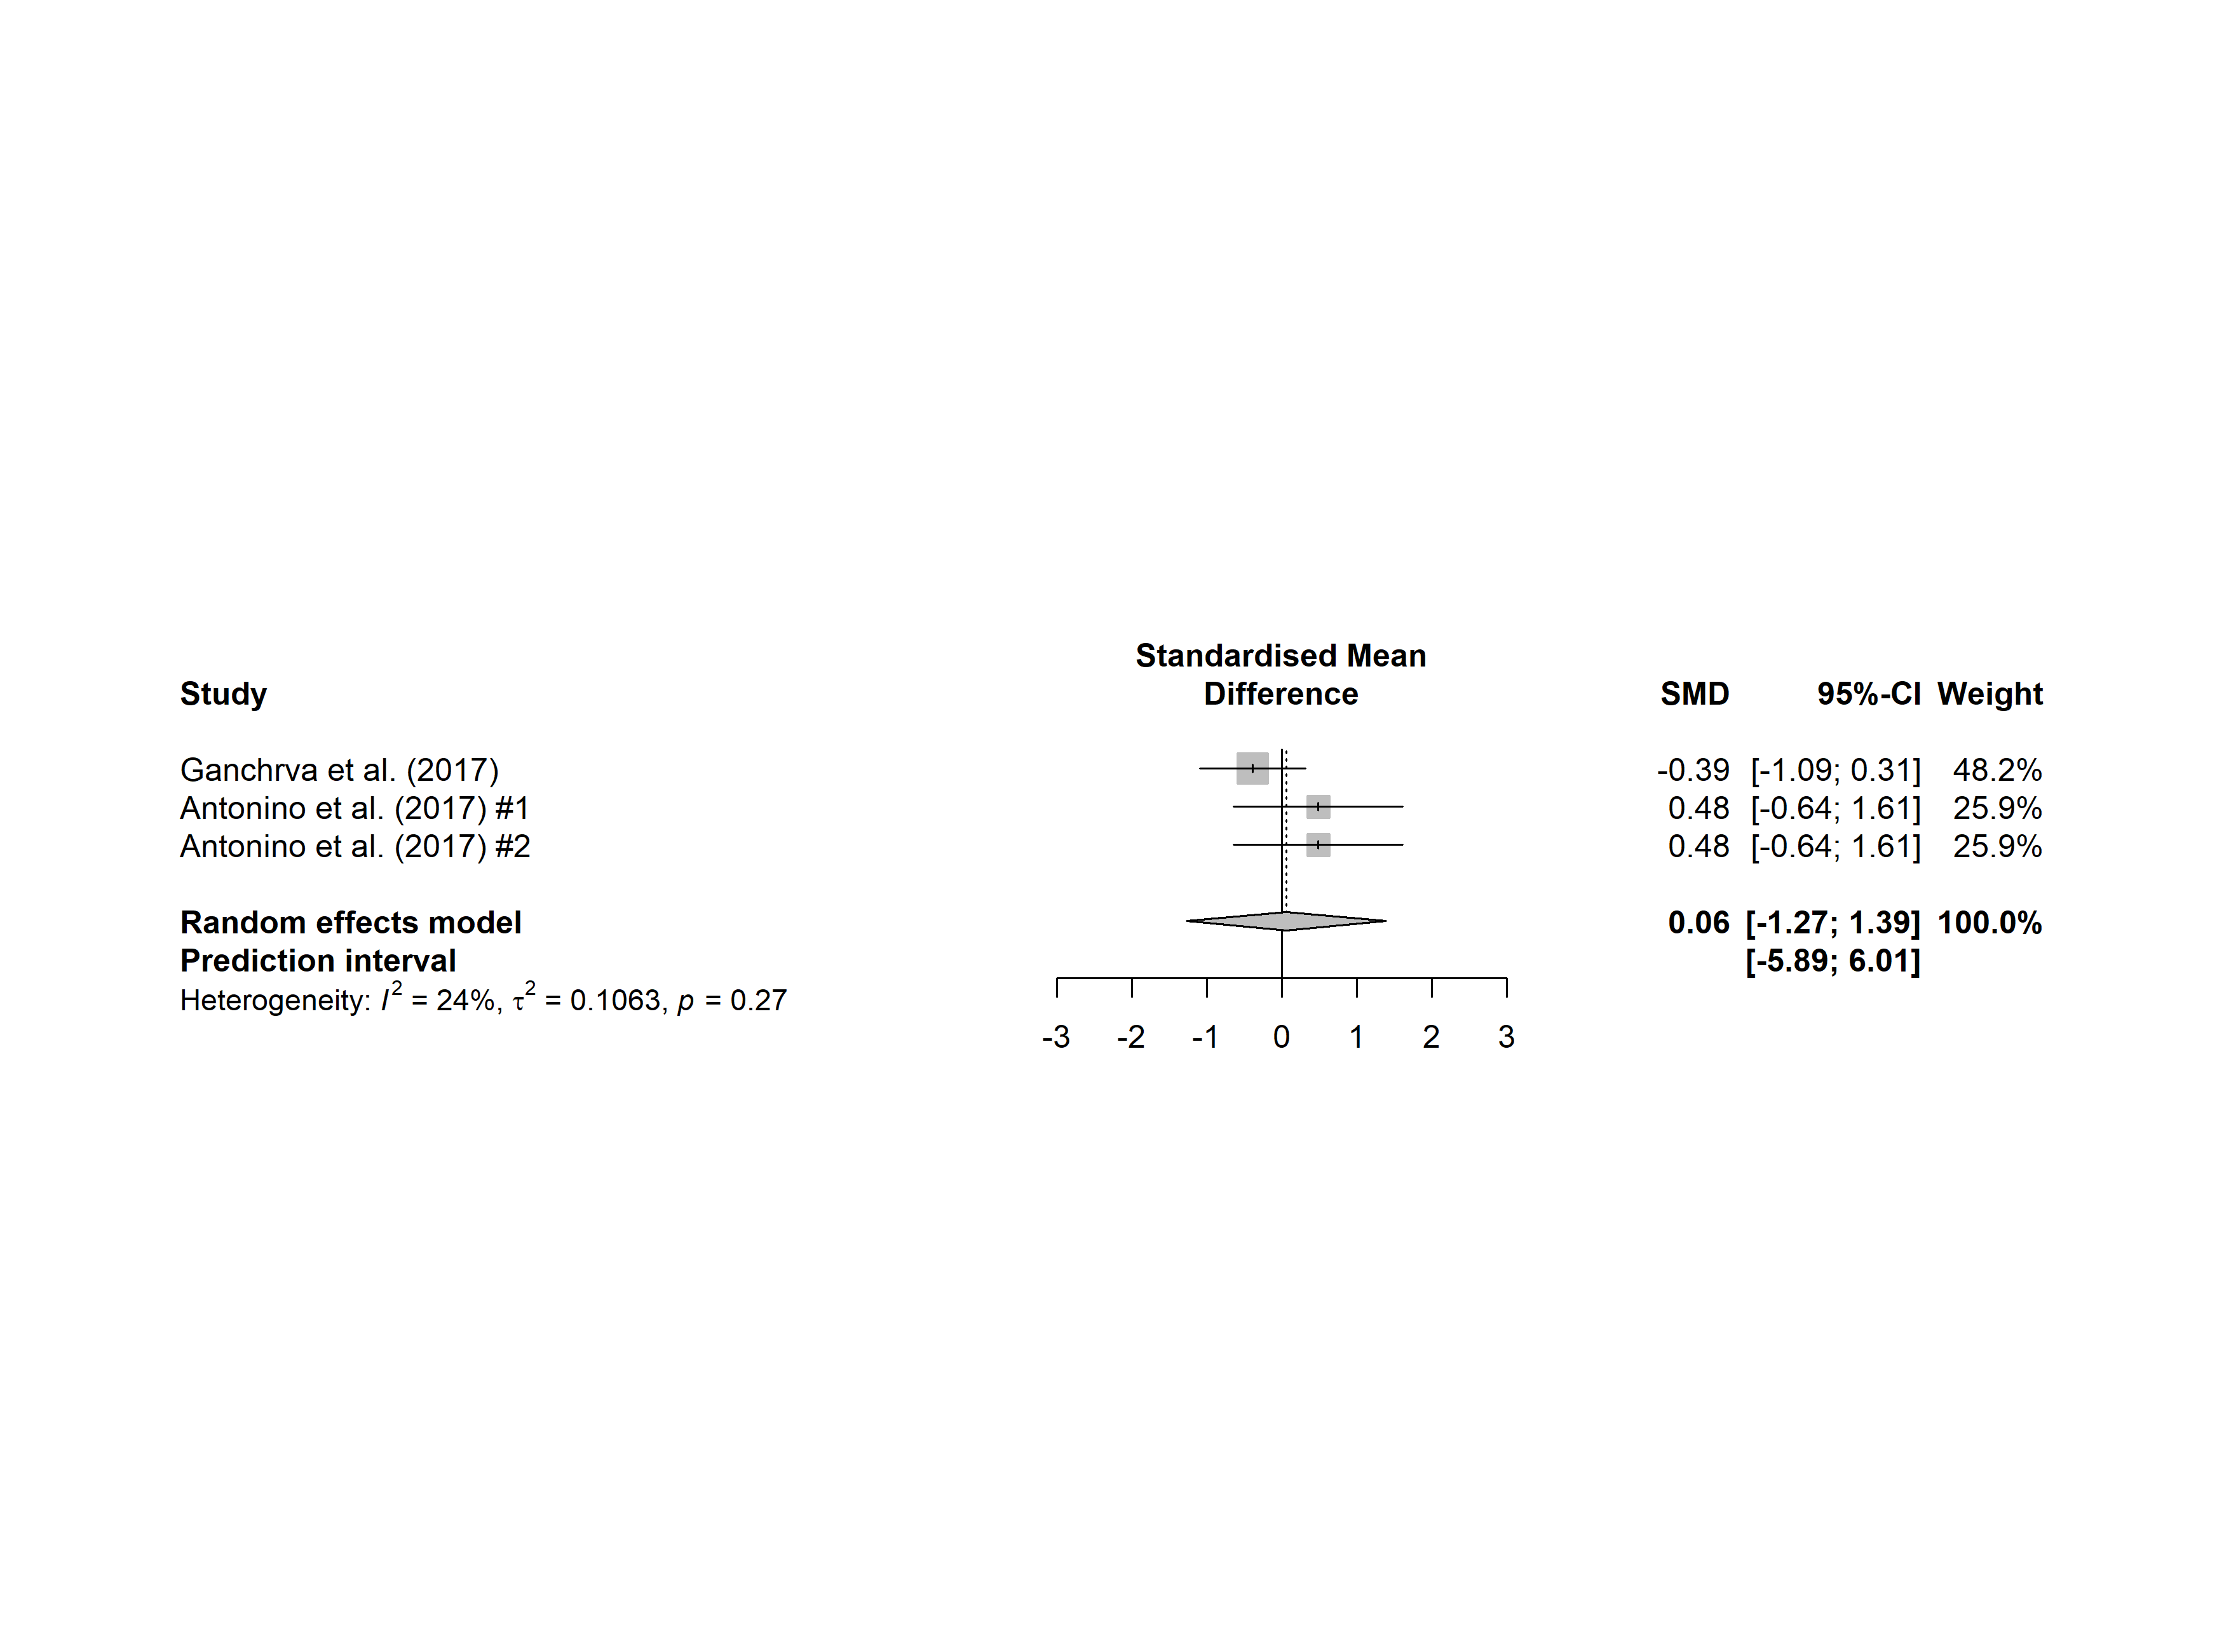 Standardised Mean
Study Difference SMD 95%-CI Weight
Ganchrva et al. (2017) -0.39 [-1.09; 0.31] 48.2%
Antonino et al. (2017) #1 0.48 [-0.64; 1.61] 25.9%
Antonino et al. (2017) #2 0.48 [-0.64; 1.61] 25.9%
Random effects model 0.06 [-1.27; 1.39] 100.0%
Prediction interval [-5.89; 6.01]
Heterogeneity: I² = 24%, τ² = 0.1063, p = 0.27
-3 -2 -1 0 1 2 3